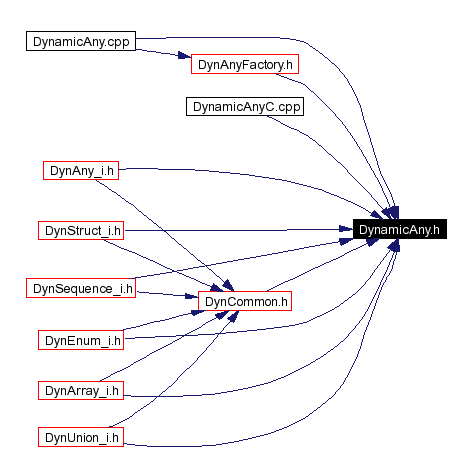 DynamicAny.cpp
DynAnyFactory.h
DynamicAnyC.cpp
DynAny_i.h
DynStruct_i.h
DynamicAny.h
DynSequence_i.h
DynCommon.h
DynEnum_i.h
DynArray_i.h
DynUnion_i.h